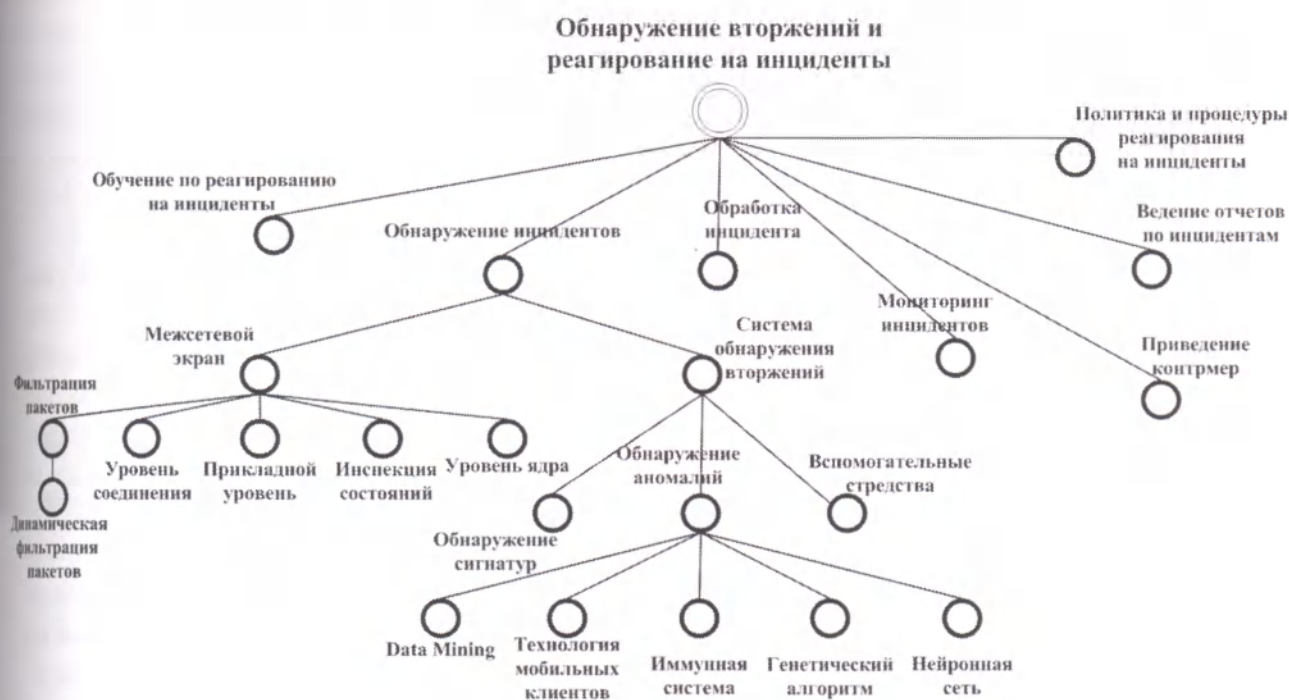 Обнаружение вторжений и
реагирование на инциденты
Политика и процедуры
реагирования
на инциденты
Обучение по реагированию
на инциденты
Обнаружение инцидентов
Обработка
инцидента
Ведение отчетов
по инцидентам
Мониторинг
инцидентов
Приведение
контрмер
Межсетевой
экран
Система
обнаружения
вторжений
Фильтрация
пакетов
Уровень
соединения
Прикладной
уровень
Инспекция
состояний
Уровень ядра
Динамическая
фильтрация
пакетов
Обнаружение
сигнатур
Обнаружение
аномалий
Вспомогательные
стредства
Data Mining
Технология
мобильных
клиентов
Иммунная
система
Генетический
алгоритм
Нейронная
сеть